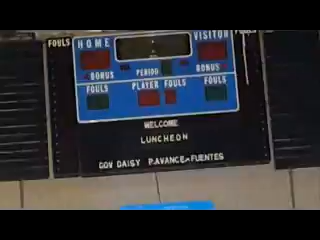 FOULS HOME VISITOR
BONUS PERIOD BONUS
FOULS PLAYER FOULS FOULS
WELCOME
LUNCHEON
GOV DAISY P.AVANCE-FUENTES